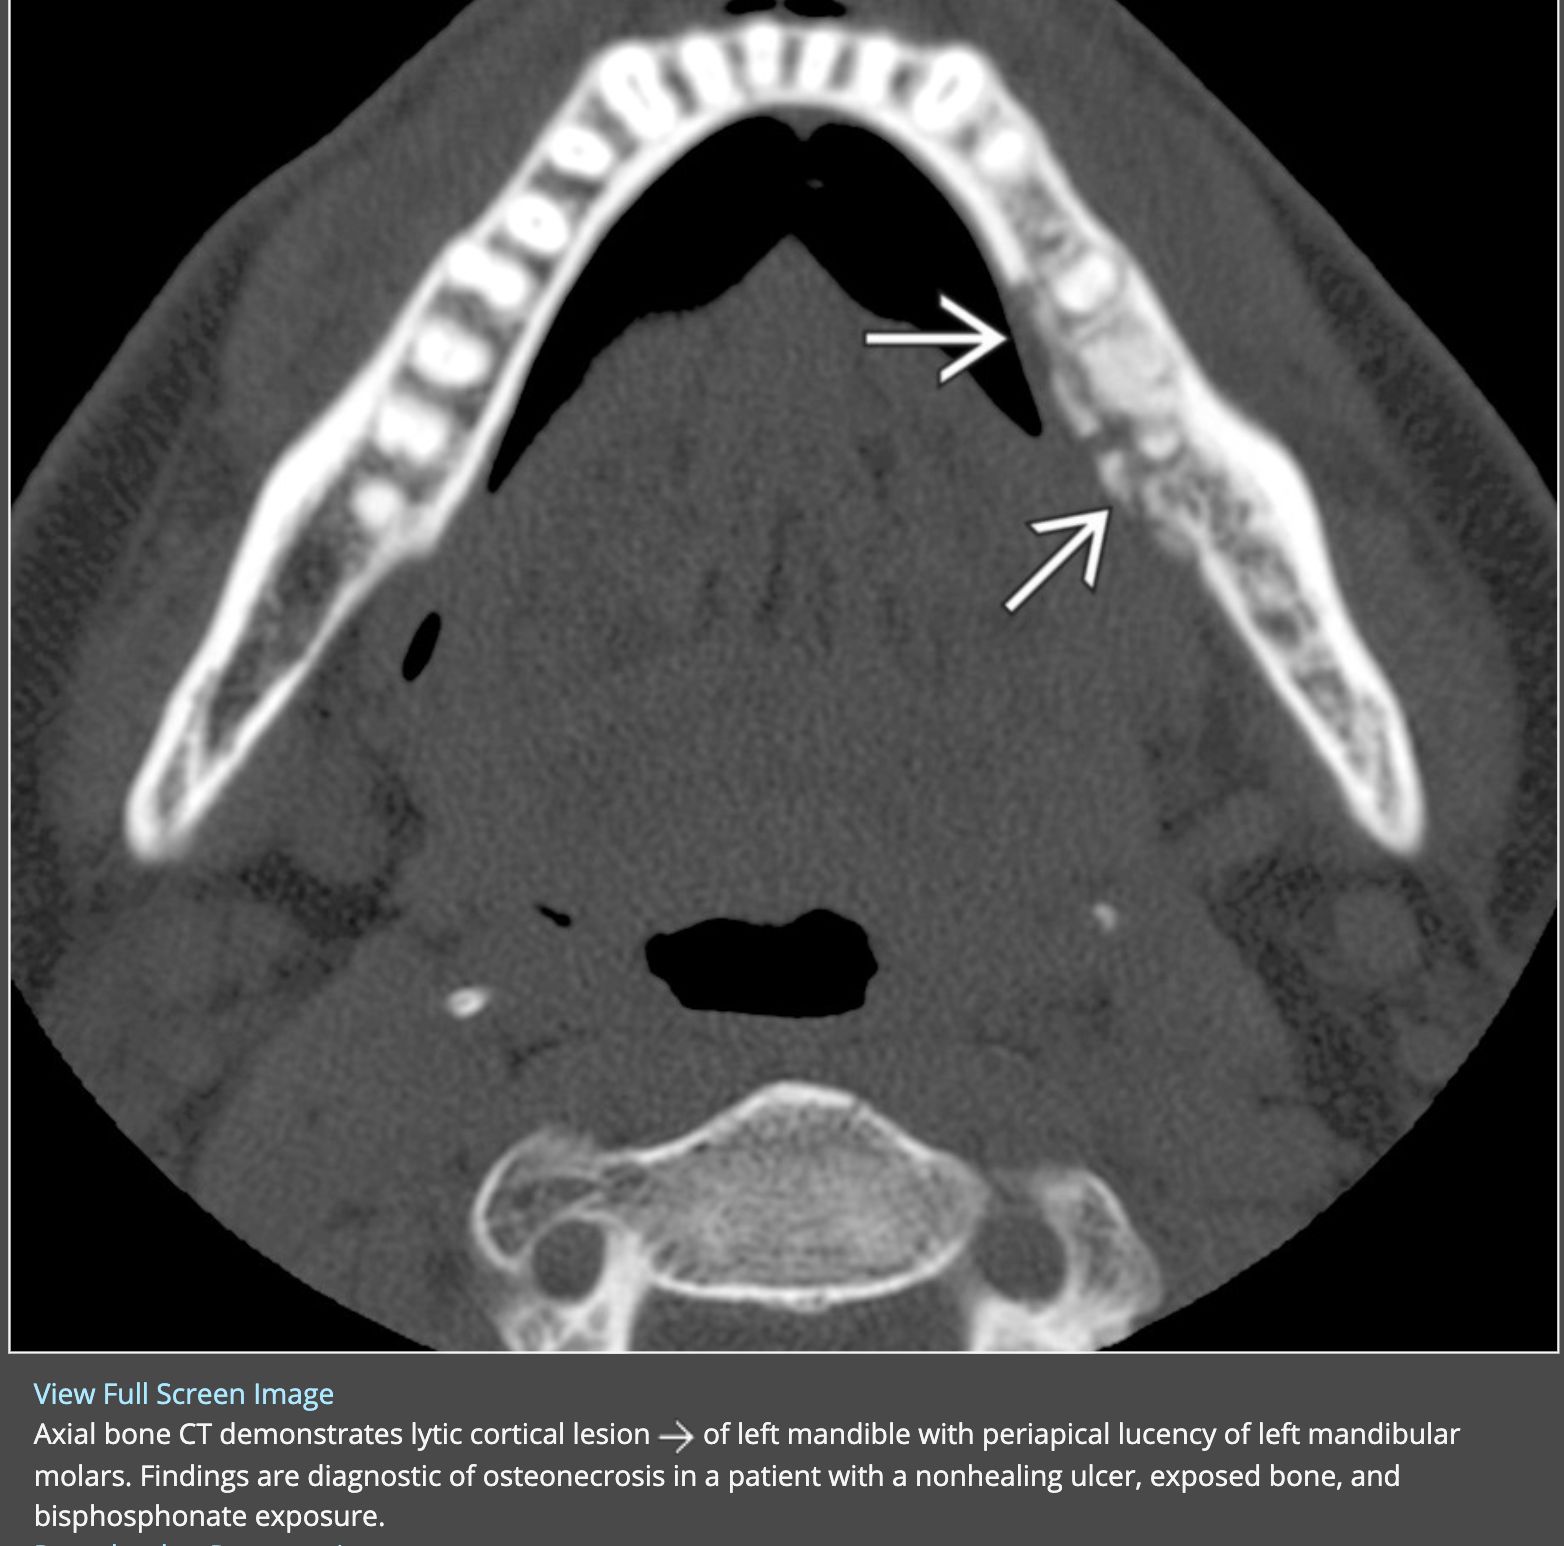 View Full Screen Image
Axial bone CT demonstrates lytic cortical lesion → of left mandible with periapical lucency of left mandibular
molars. Findings are diagnostic of osteonecrosis in a patient with a nonhealing ulcer, exposed bone, and
bisphosphonate exposure.